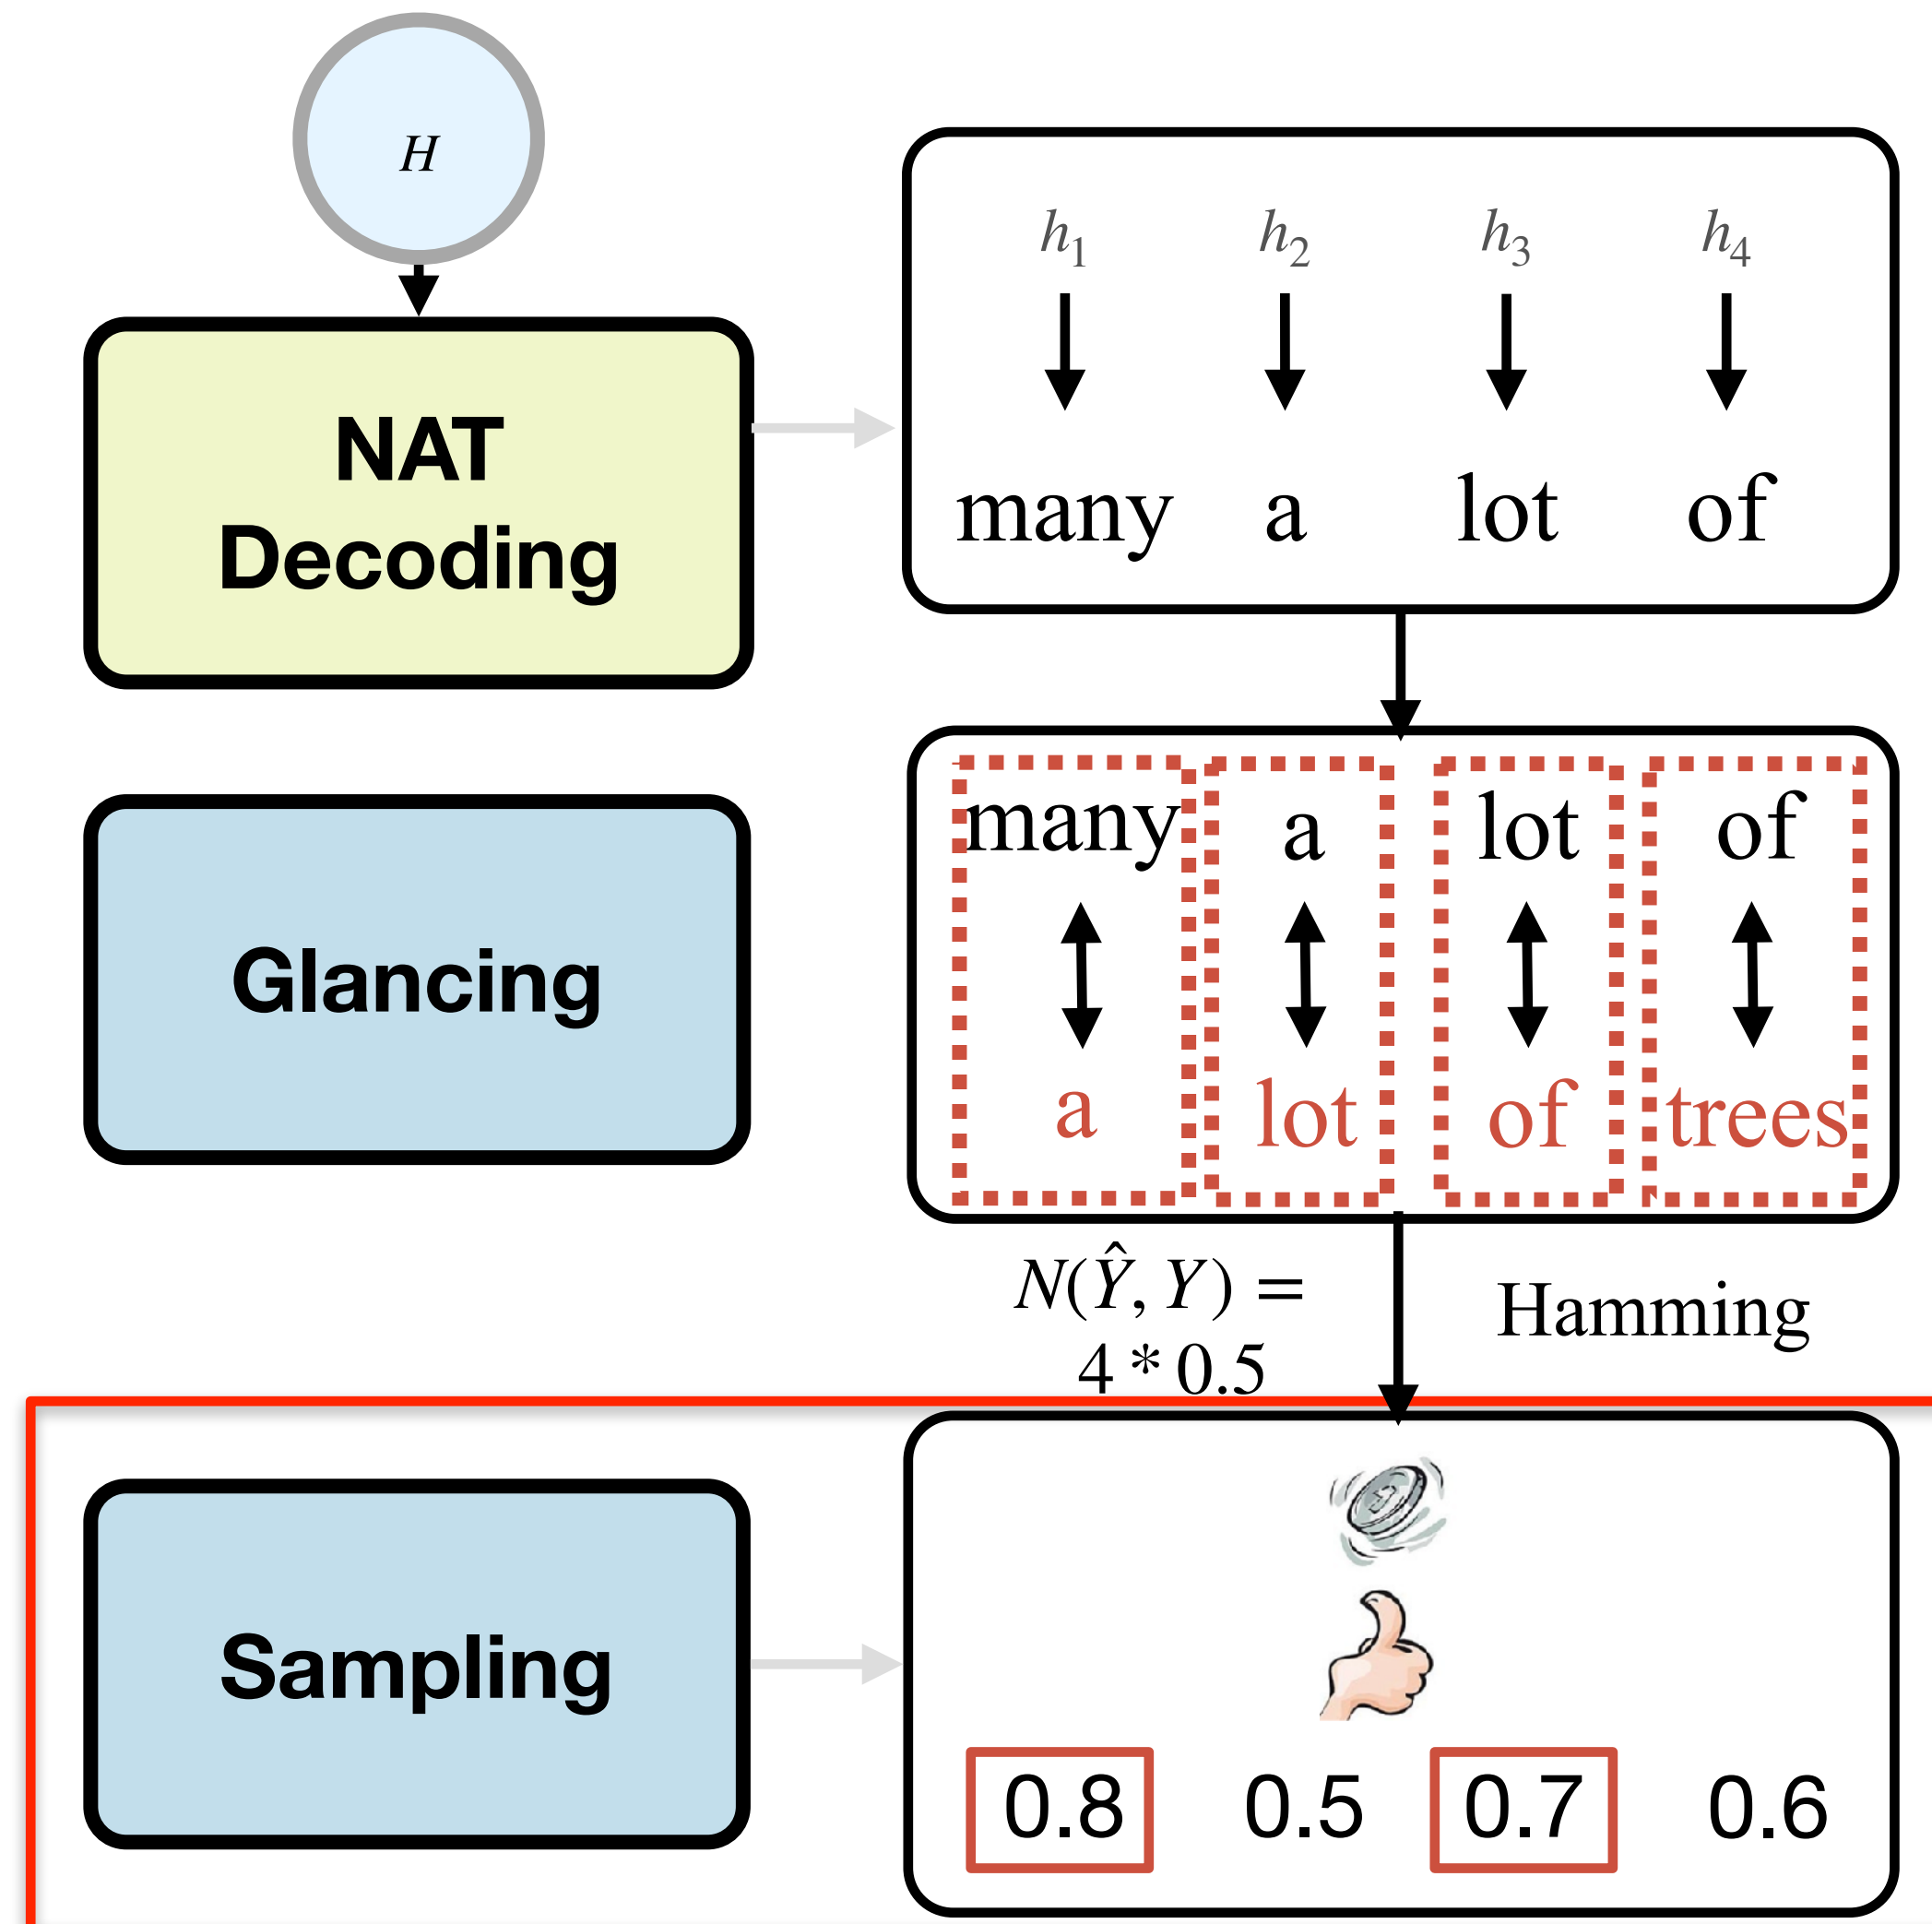 H
h₁ h₂ h₃ h₄
NAT
Decoding
many a lot of
many a lot of
Glancing
a lot of trees
N(Ŷ, Y) =
4 * 0.5
Hamming
Sampling
0.8 0.5 0.7 0.6